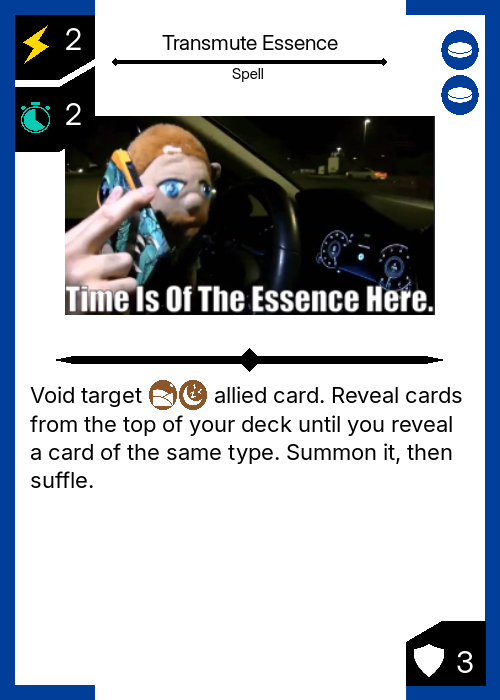 2
Transmute Essence
Spell
2
Time Is Of The Essence Here.
Void target allied card. Reveal cards
from the top of your deck until you reveal
a card of the same type. Summon it, then
suffle.
3